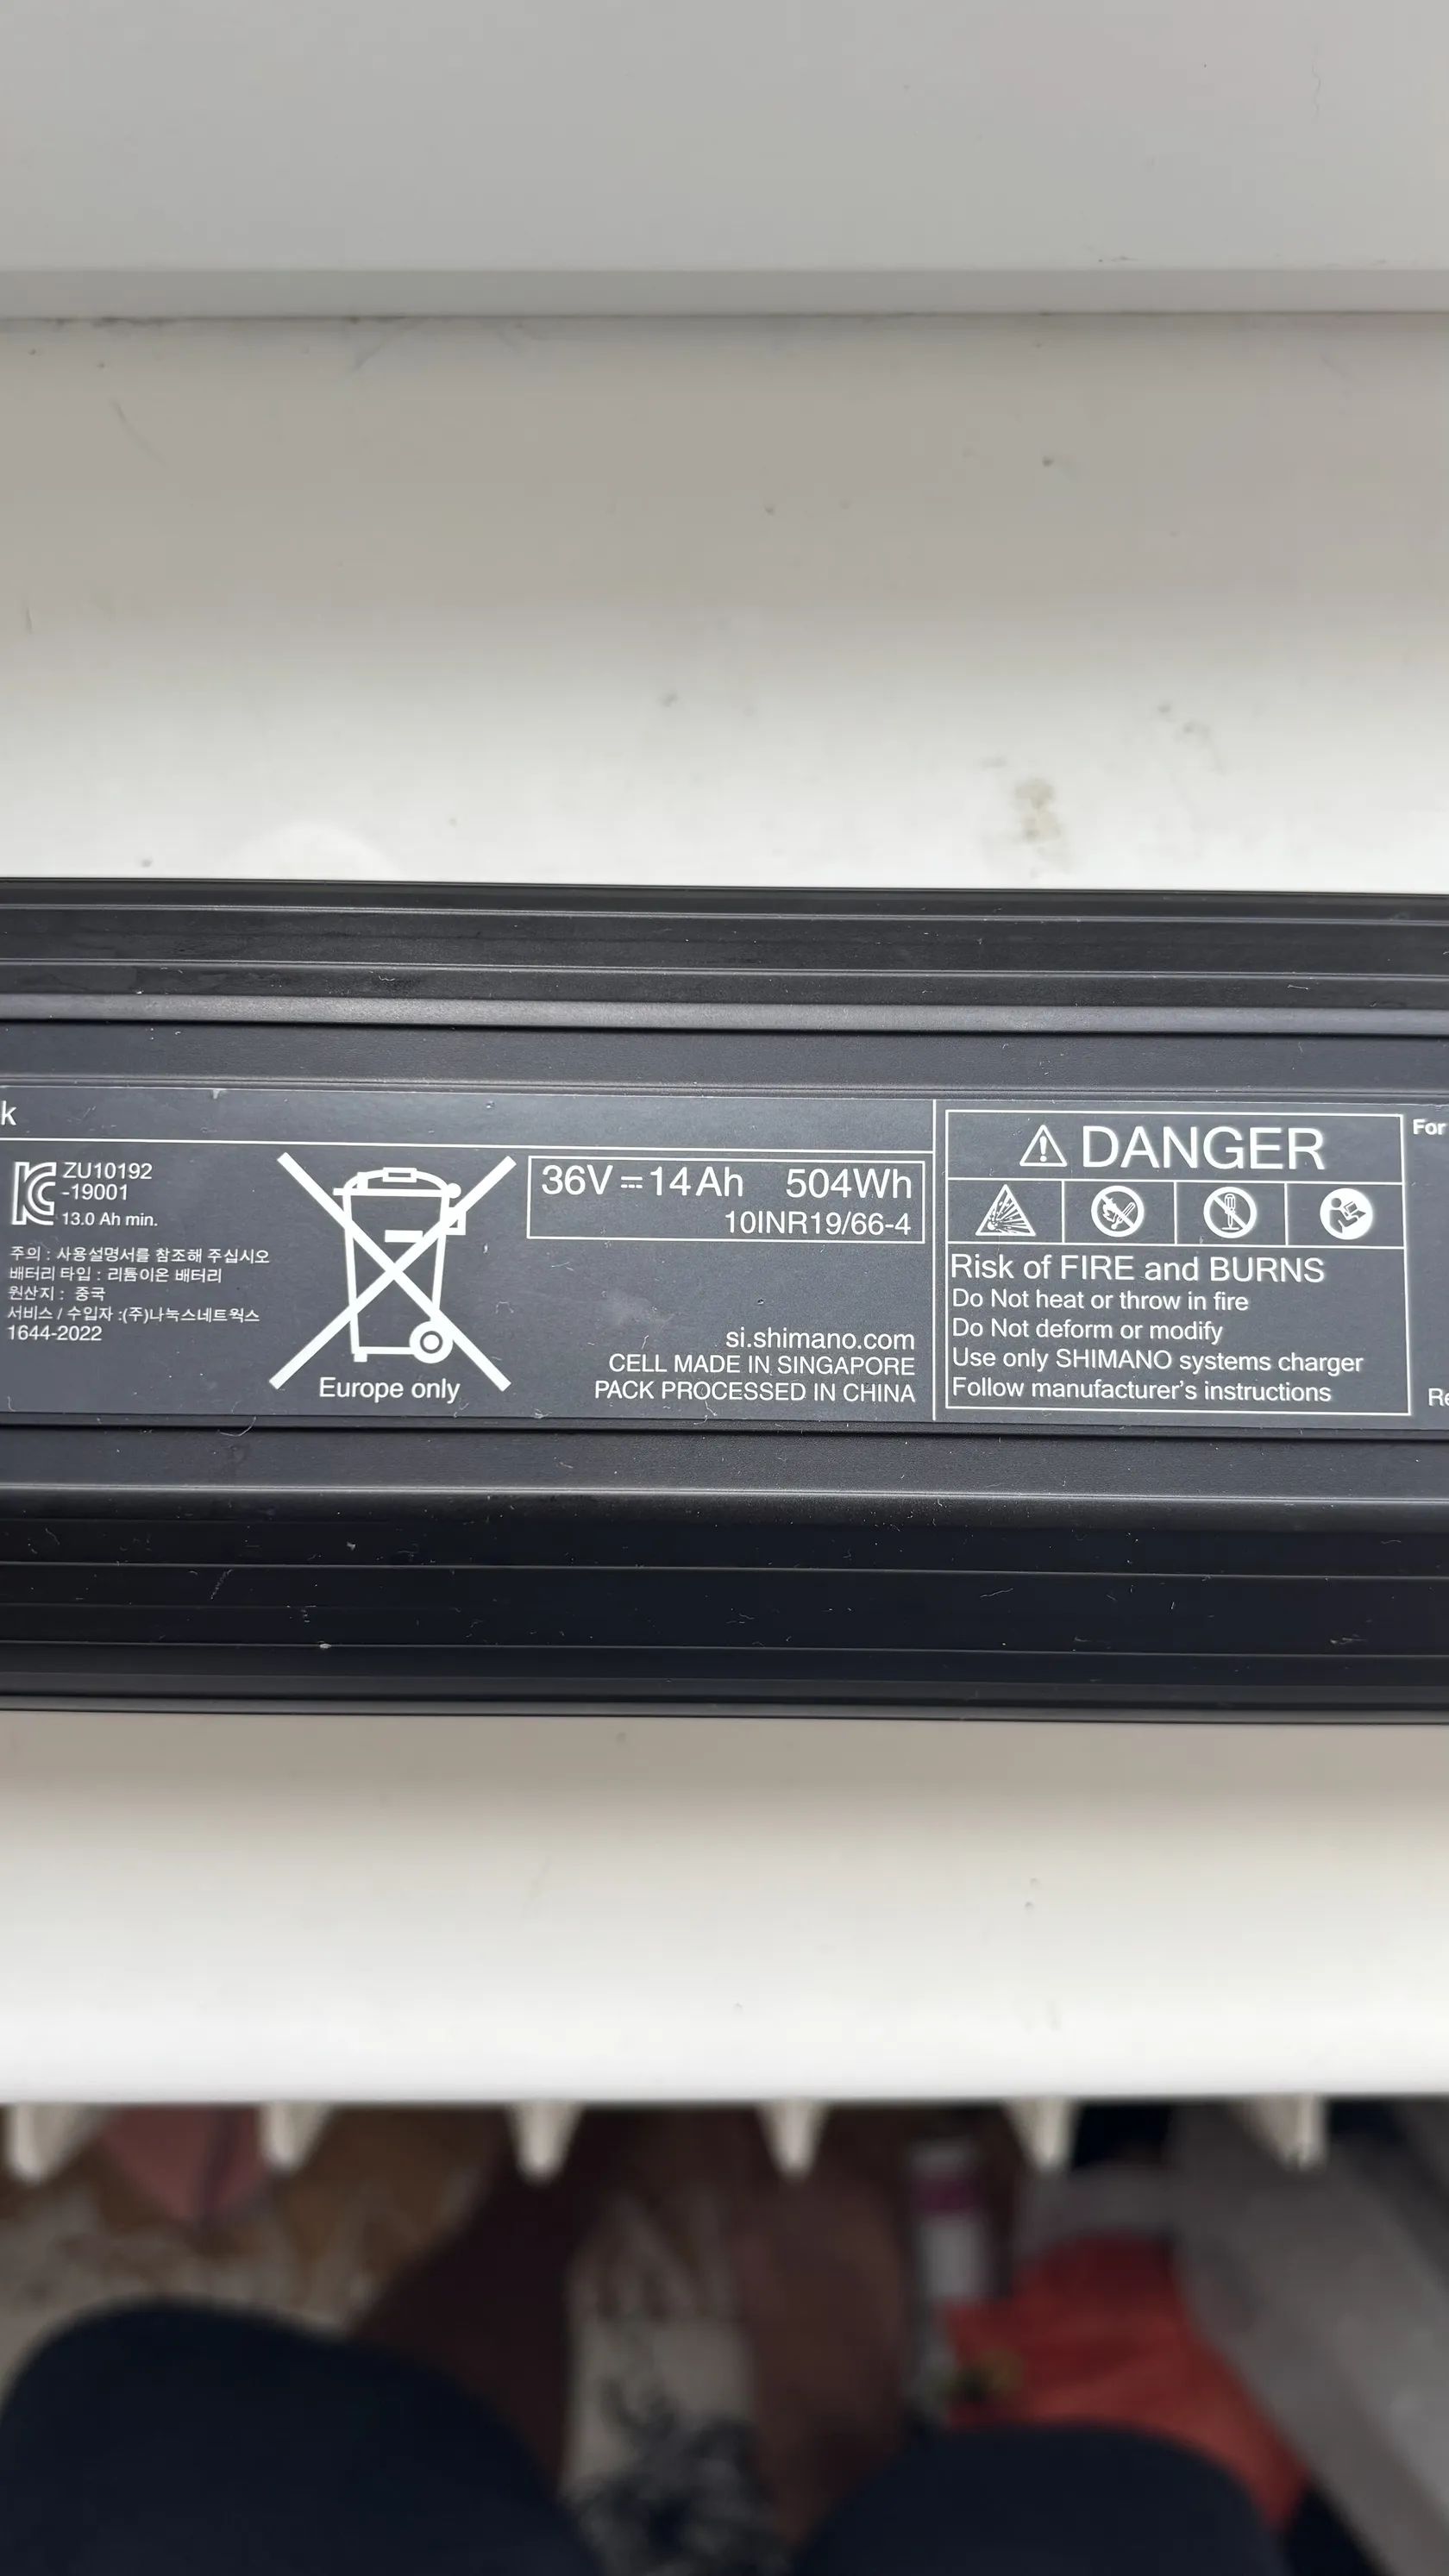 k
ZU10192
-19001
13.0 Ah min.
주의 : 사용설명서를 참조해 주십시오
배터리 타입 : 리튬이온 배터리
원산지 : 중국
서비스 / 수입자 :(주)나눅스네트웍스
1644-2022
Europe only
36V⎓14Ah 504Wh
10INR19/66-4
si.shimano.com
CELL MADE IN SINGAPORE
PACK PROCESSED IN CHINA
DANGER
Risk of FIRE and BURNS
Do Not heat or throw in fire
Do Not deform or modify
Use only SHIMANO systems charger
Follow manufacturer's instructions
For
Re